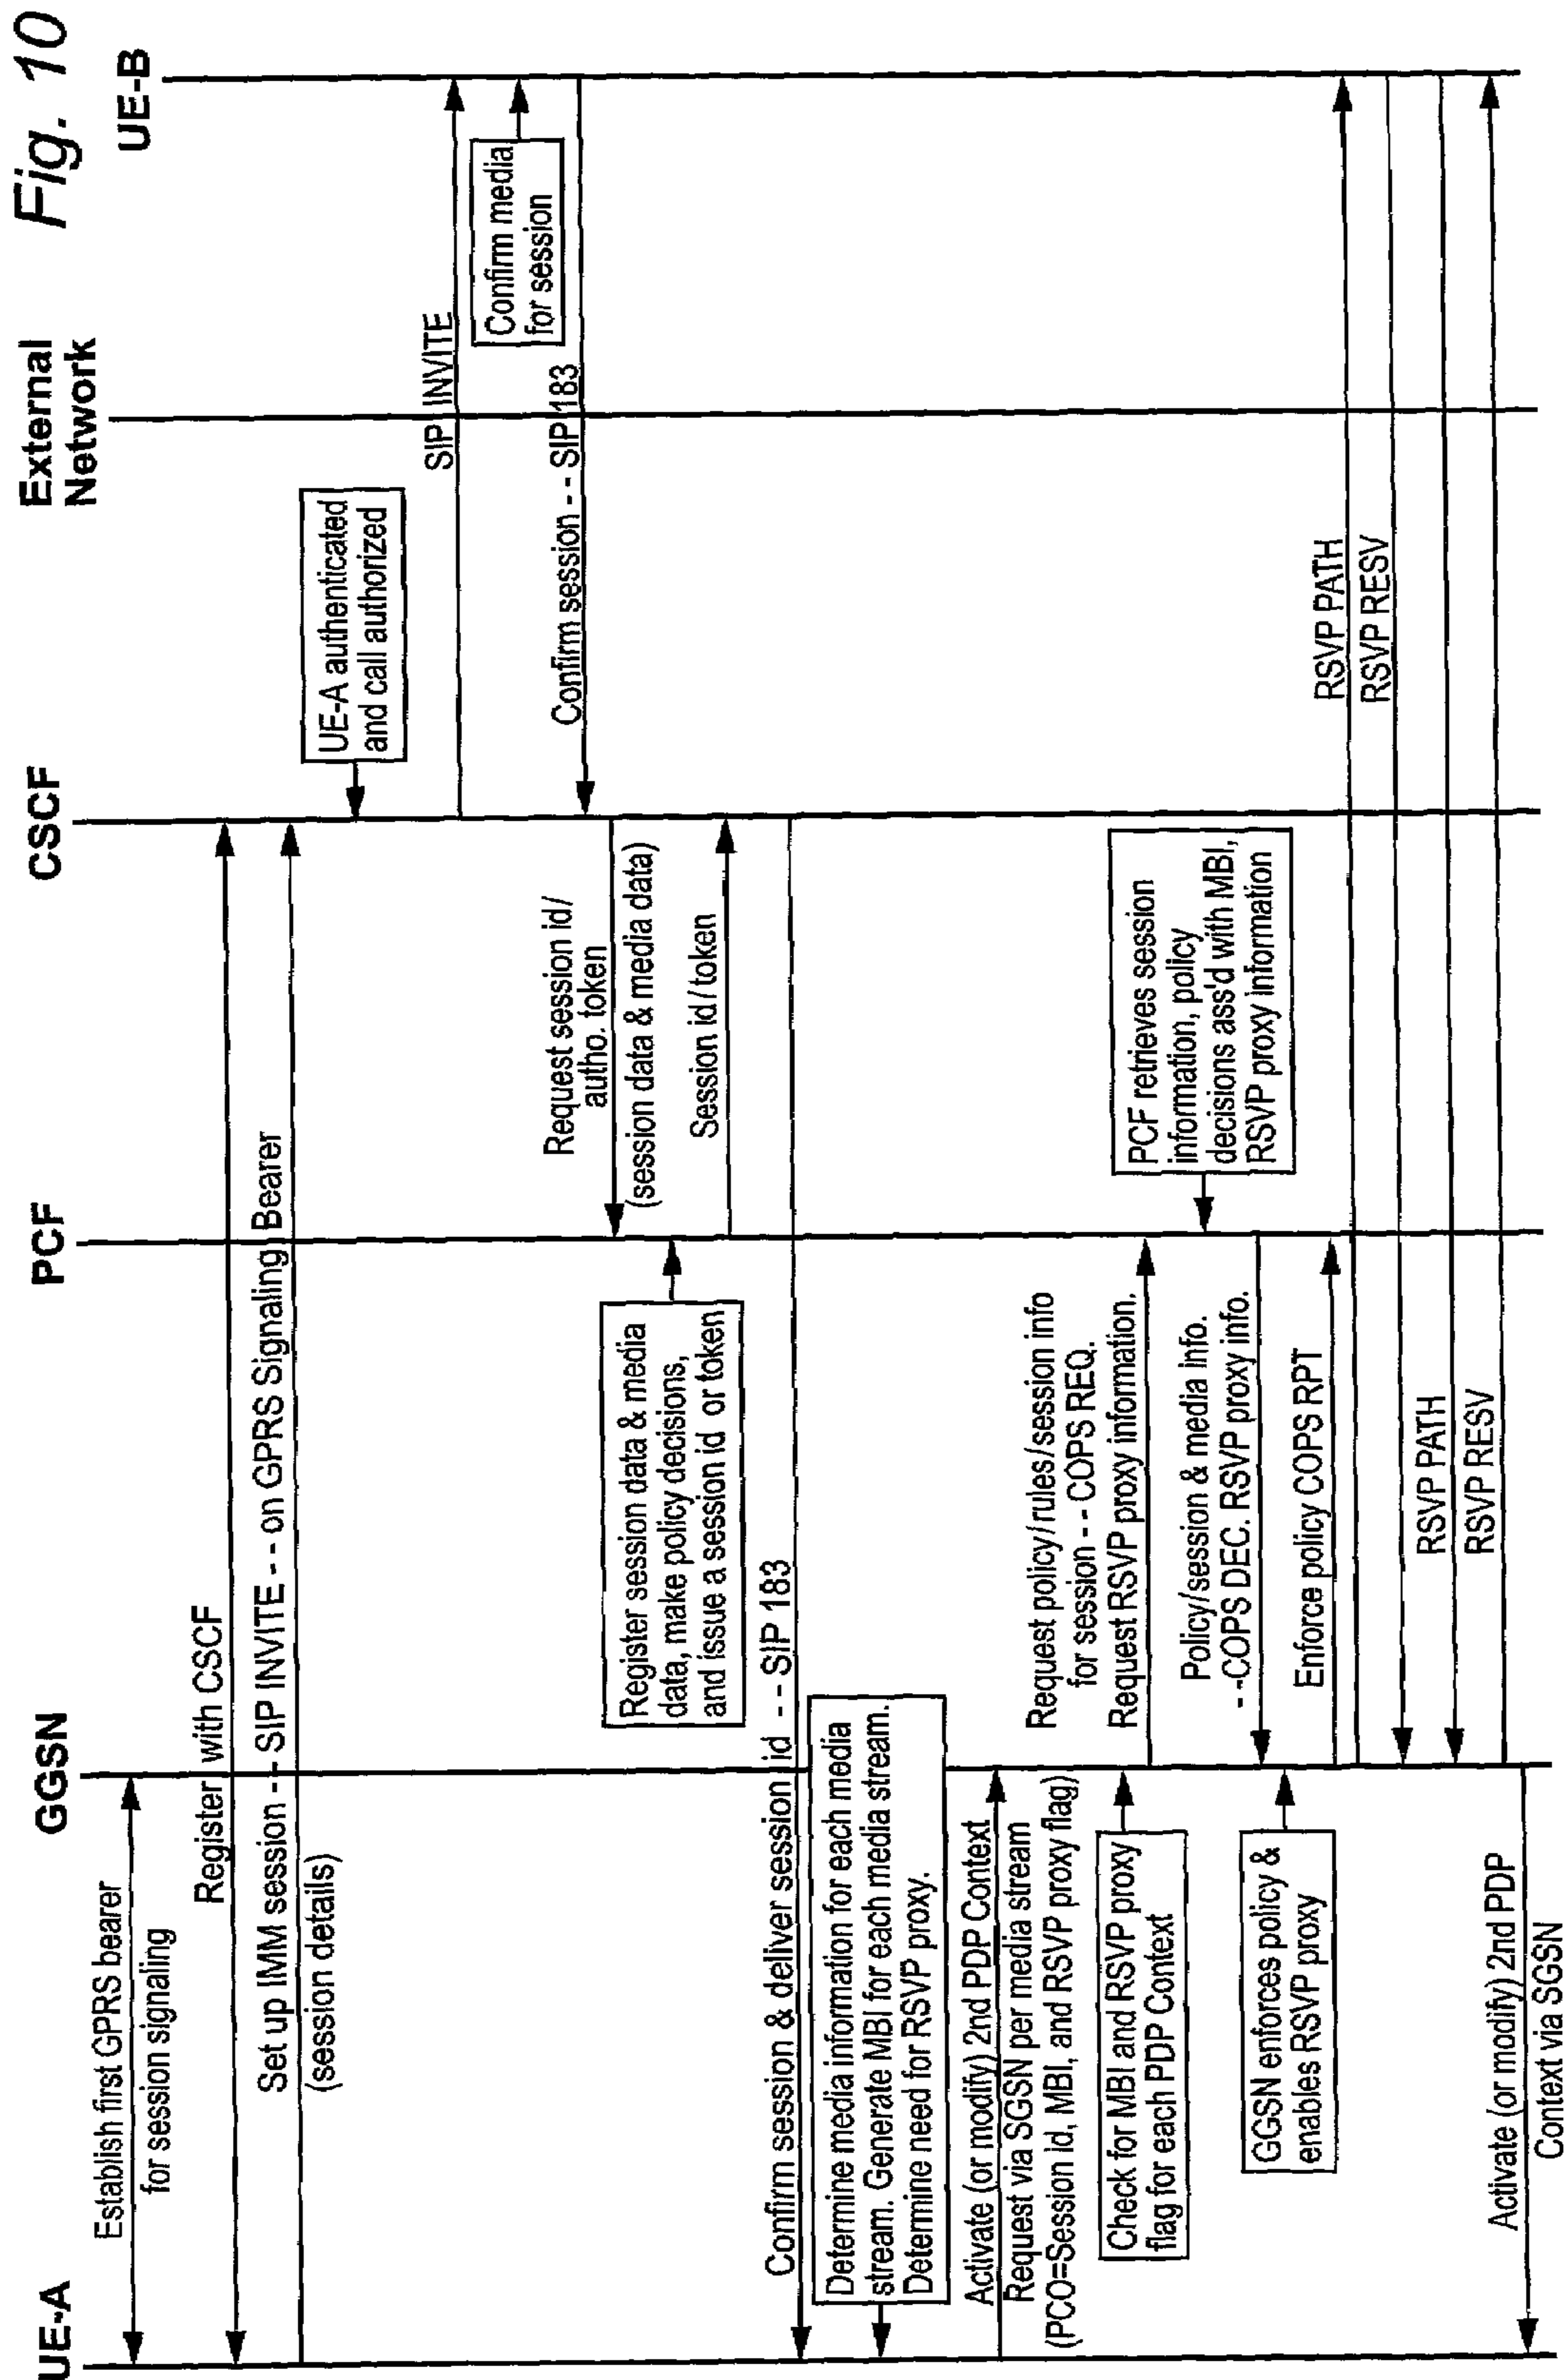 Fig. 10
UE-A
GGSN
PCF
CSCF
External
Network
UE-B
Establish first GPRS bearer
for session signaling
Register with CSCF
Set up IMM session - - SIP INVITE - - on GPRS Signaling Bearer
(session details)
UE-A authenticated
and call authorized
SIP INVITE
Confirm media
for session
Confirm session - - SIP 183
Request session id/
autho. token
(session data & media data)
Register session data & media
data, make policy decisions,
and issue a session id or token
Session id/token
Confirm session & deliver session id - - SIP 183
Determine media information for each media
stream. Generate MBI for each media stream.
Determine need for RSVP proxy.
Activate (or modify) 2nd PDP Context
Request via SGSN per media stream
(PCO=Session id, MBI, and RSVP proxy flag)
Check for MBI and RSVP proxy
flag for each PDP Context
Request policy/rules/session info
for session - - COPS REQ.
Request RSVP proxy information.
PCF retrieves session
information, policy
decisions ass'd with MBI,
RSVP proxy information
Policy/session & media info.
- -COPS DEC. RSVP proxy info.
GGSN enforces policy &
enables RSVP proxy
Enforce policy COPS RPT
RSVP PATH
RSVP RESV
RSVP PATH
RSVP RESV
Activate (or modify) 2nd PDP
Context via SGSN